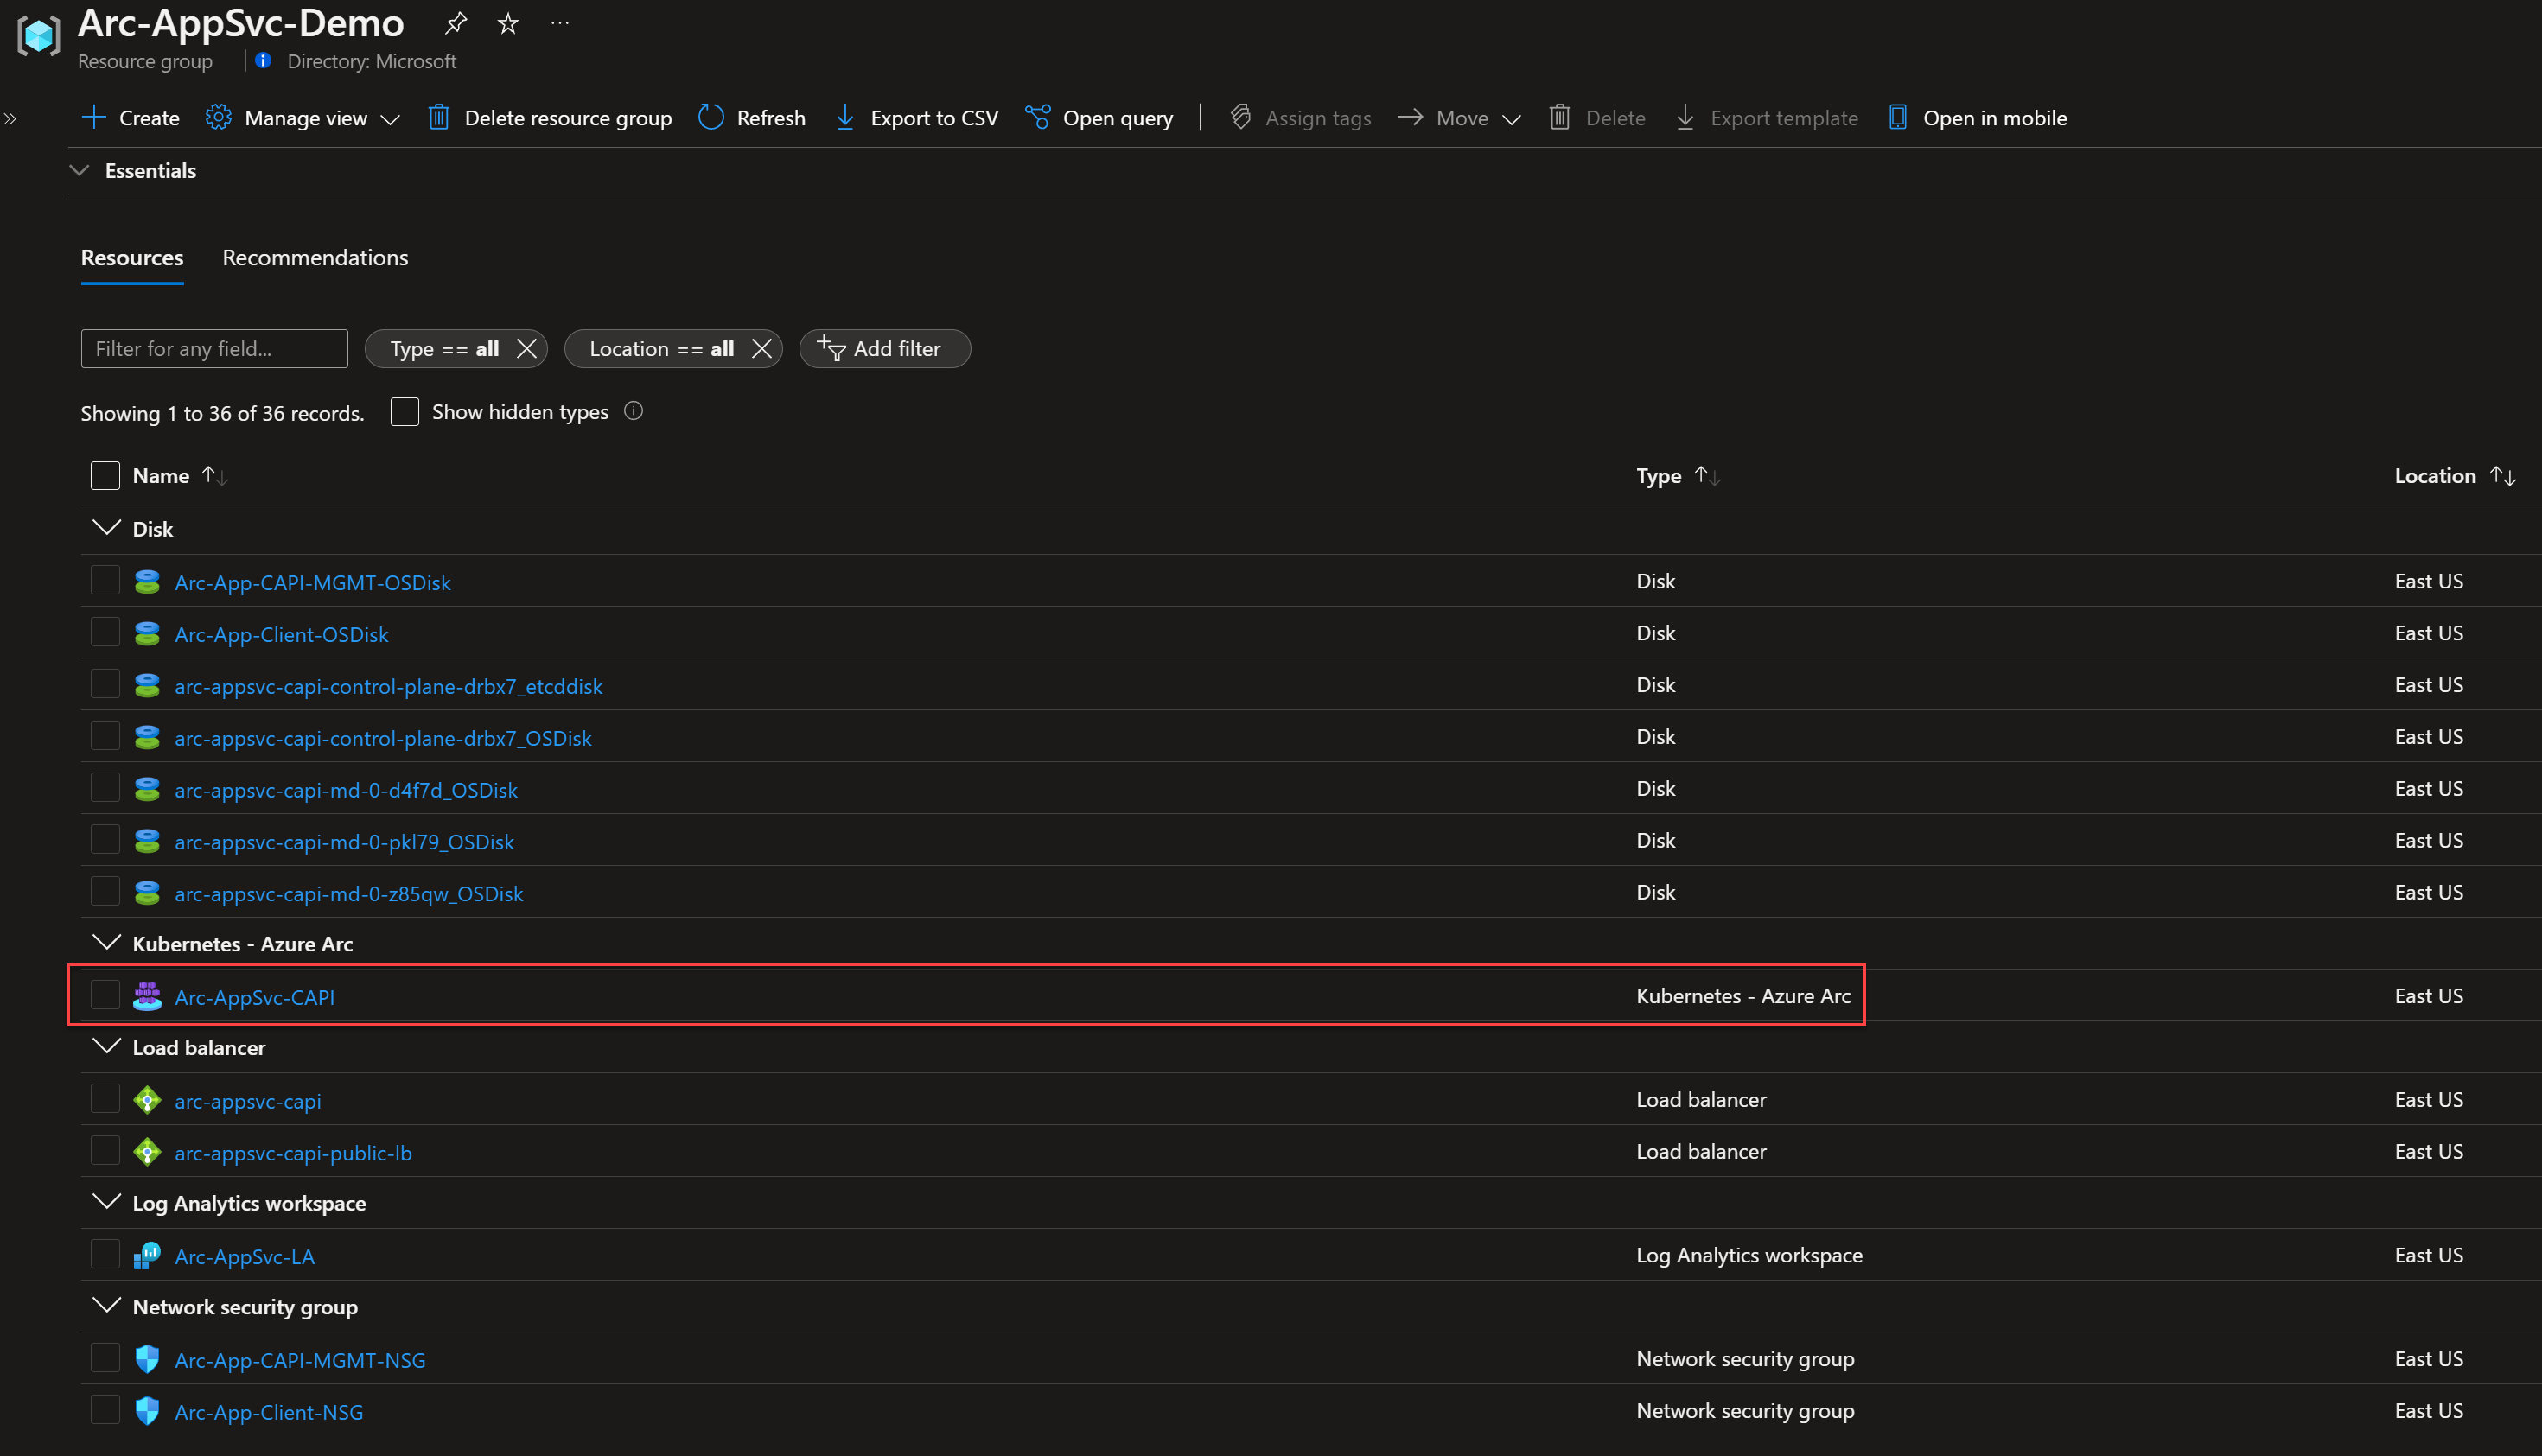 Arc-AppSvc-Demo
Resource group Directory: Microsoft
Create Manage view Delete resource group Refresh Export to CSV Open query Assign tags Move Delete Export template Open in mobile
Essentials
Resources Recommendations
Filter for any field... Type == all Location == all Add filter
Showing 1 to 36 of 36 records. Show hidden types
Name Type Location
Disk
Arc-App-CAPI-MGMT-OSDisk Disk East US
Arc-App-Client-OSDisk Disk East US
arc-appsvc-capi-control-plane-drbx7_etcddisk Disk East US
arc-appsvc-capi-control-plane-drbx7_OSDisk Disk East US
arc-appsvc-capi-md-0-d4f7d_OSDisk Disk East US
arc-appsvc-capi-md-0-pkl79_OSDisk Disk East US
arc-appsvc-capi-md-0-z85qw_OSDisk Disk East US
Kubernetes - Azure Arc
Arc-AppSvc-CAPI Kubernetes - Azure Arc East US
Load balancer
arc-appsvc-capi Load balancer East US
arc-appsvc-capi-public-lb Load balancer East US
Log Analytics workspace
Arc-AppSvc-LA Log Analytics workspace East US
Network security group
Arc-App-CAPI-MGMT-NSG Network security group East US
Arc-App-Client-NSG Network security group East US